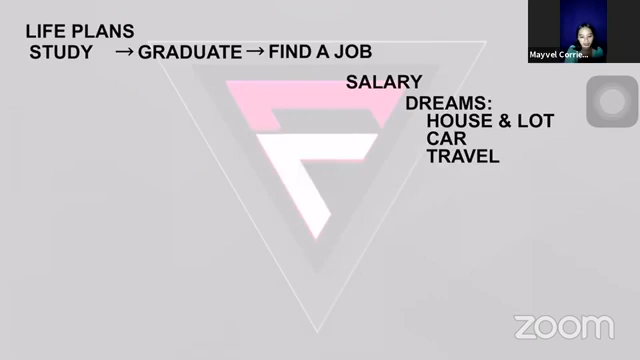 LIFE PLANS
STUDY → GRADUATE → FIND A JOB
SALARY
DREAMS:
HOUSE & LOT
CAR
TRAVEL
Mayvel Corrie...
zoom